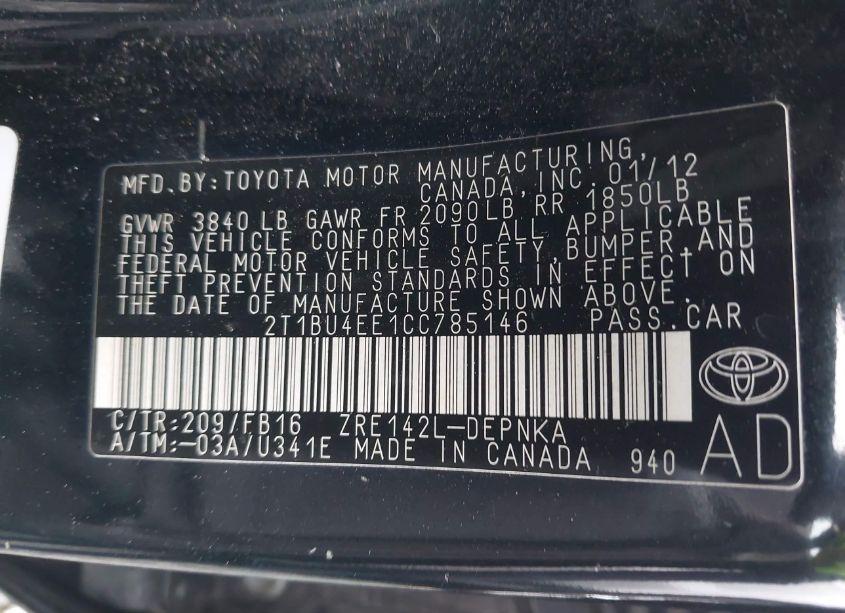 MFD.BY:TOYOTA MOTOR MANUFACTURING,
CANADA,INC. 01/12
GVWR 3840 LB GAWR FR 2090LB RR 1850LB
THIS VEHICLE CONFORMS TO ALL APPLICABLE
FEDERAL MOTOR VEHICLE SAFETY,BUMPER,AND
THEFT PREVENTION STANDARDS IN EFFECT ON
THE DATE OF MANUFACTURE SHOWN ABOVE.
2T1BU4EE1CC785146 PASS.CAR
C/TR:209/FB16 ZRE142L-DEPNKA
A/TM:-03A/U341E MADE IN CANADA 940 AD